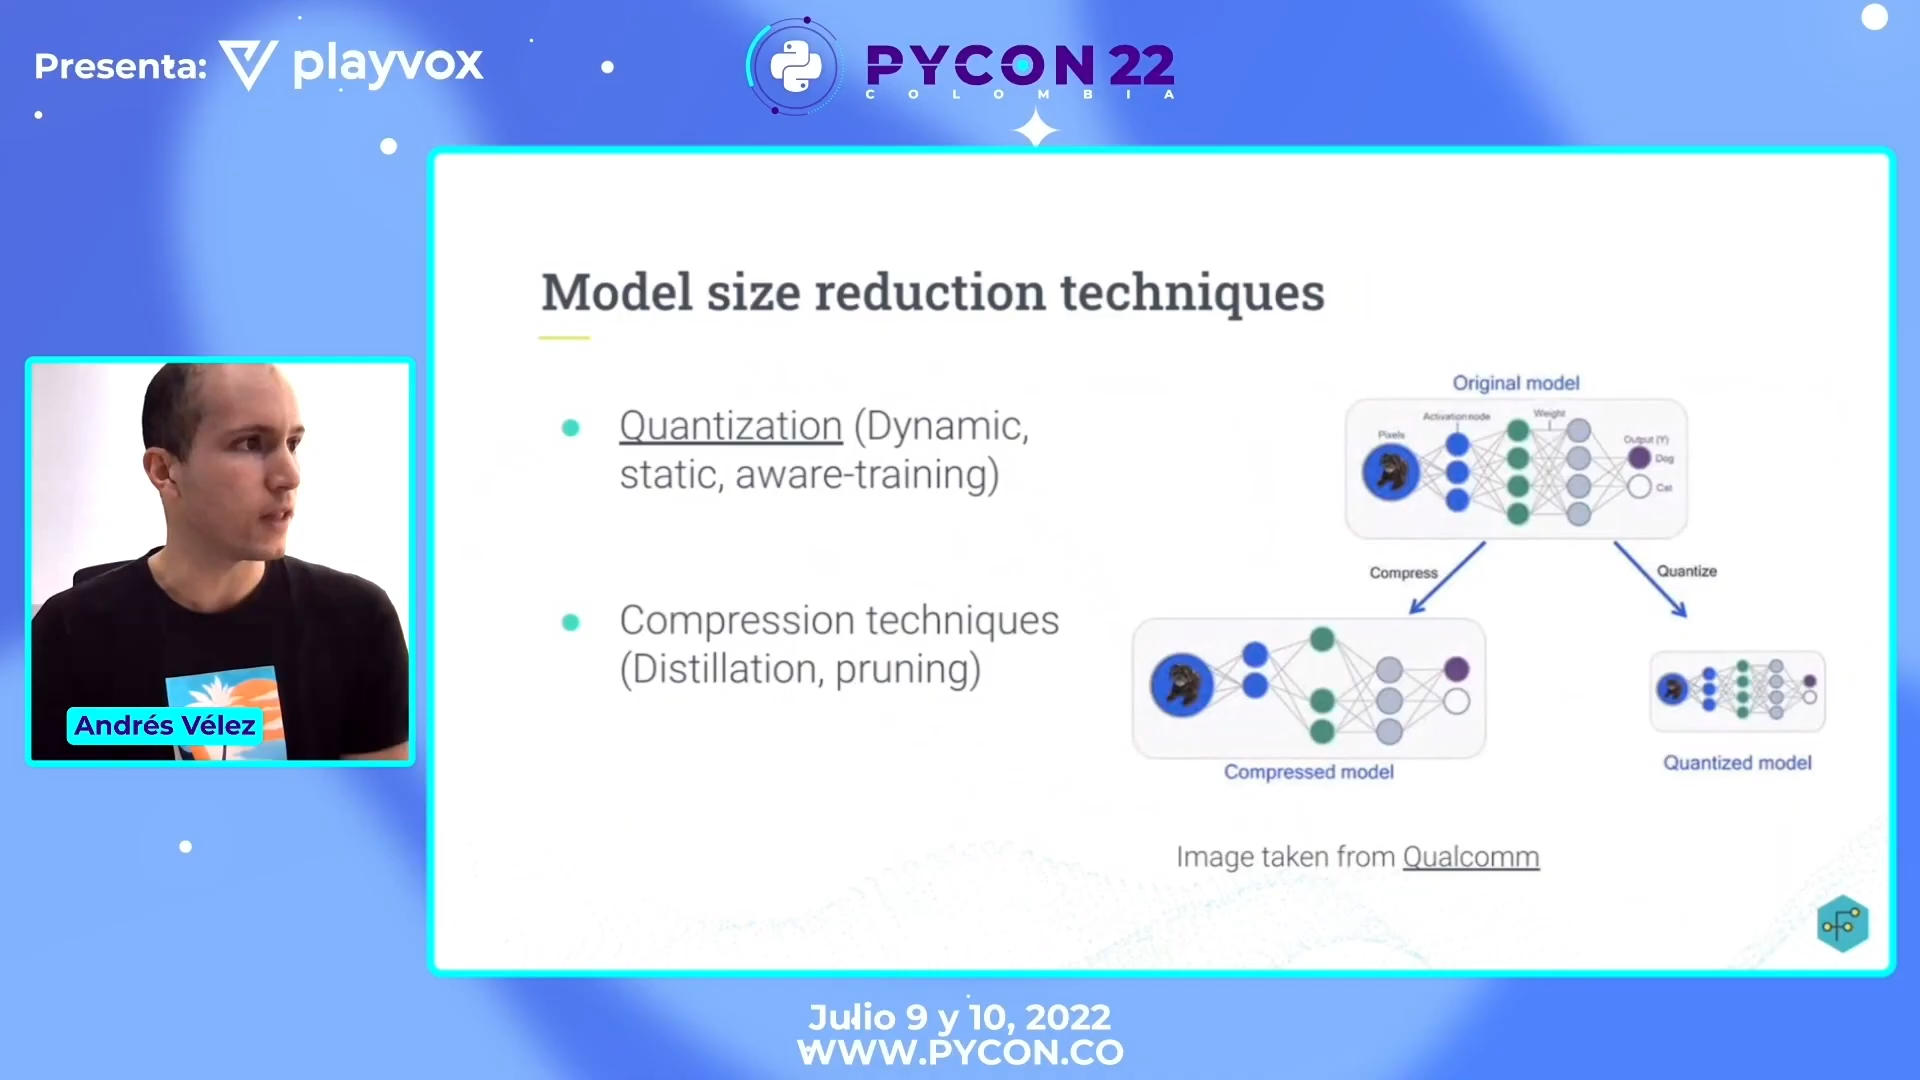 Presenta: playvox
PYCON 22
COLOMBIA
Model size reduction techniques
Quantization (Dynamic,
static, aware-training)
Compression techniques
(Distillation, pruning)
Original model
Activation node
Weight
Pixels
Output (Y)
Dog
Cat
Compress
Quantize
Compressed model
Quantized model
Image taken from Qualcomm
Andrés Vélez
Julio 9 y 10, 2022
WWW.PYCON.CO